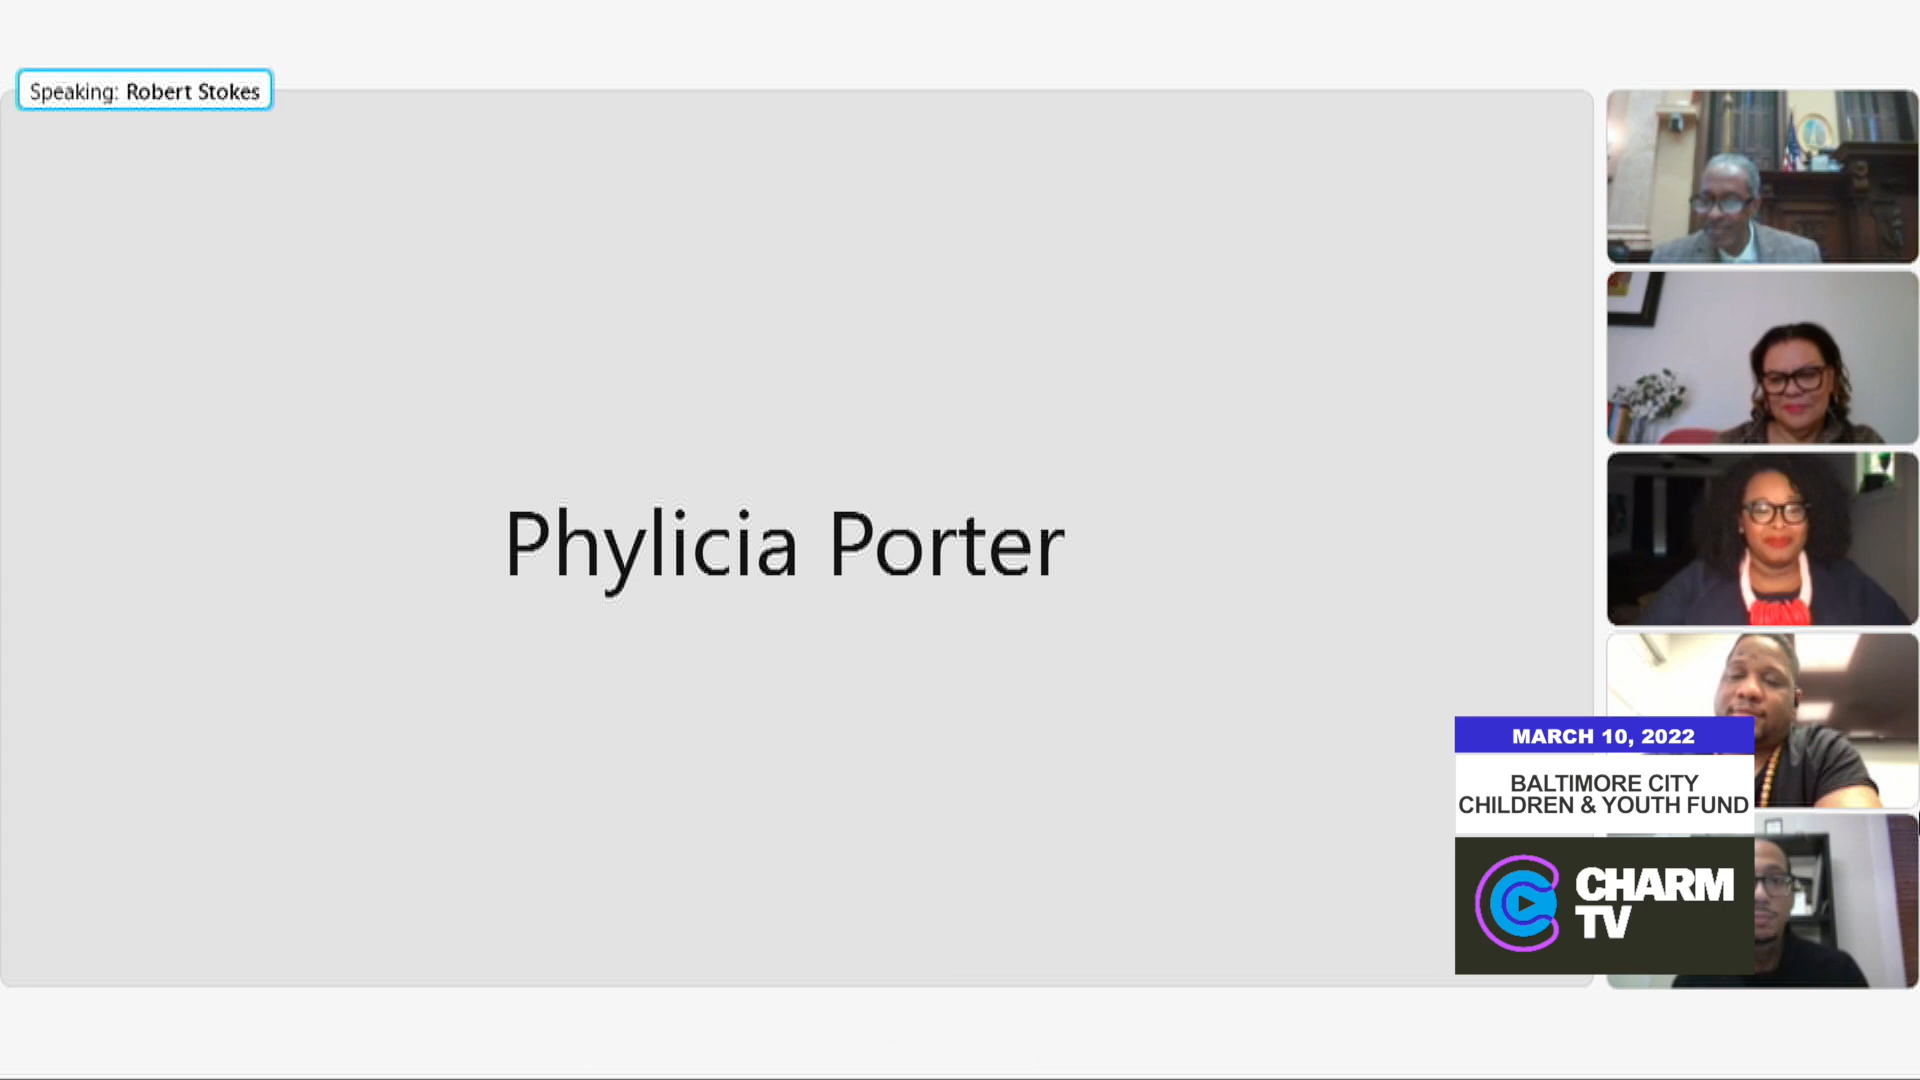 Speaking: Robert Stokes
Phylicia Porter
MARCH 10, 2022
BALTIMORE CITY
CHILDREN & YOUTH FUND
CHARM
TV